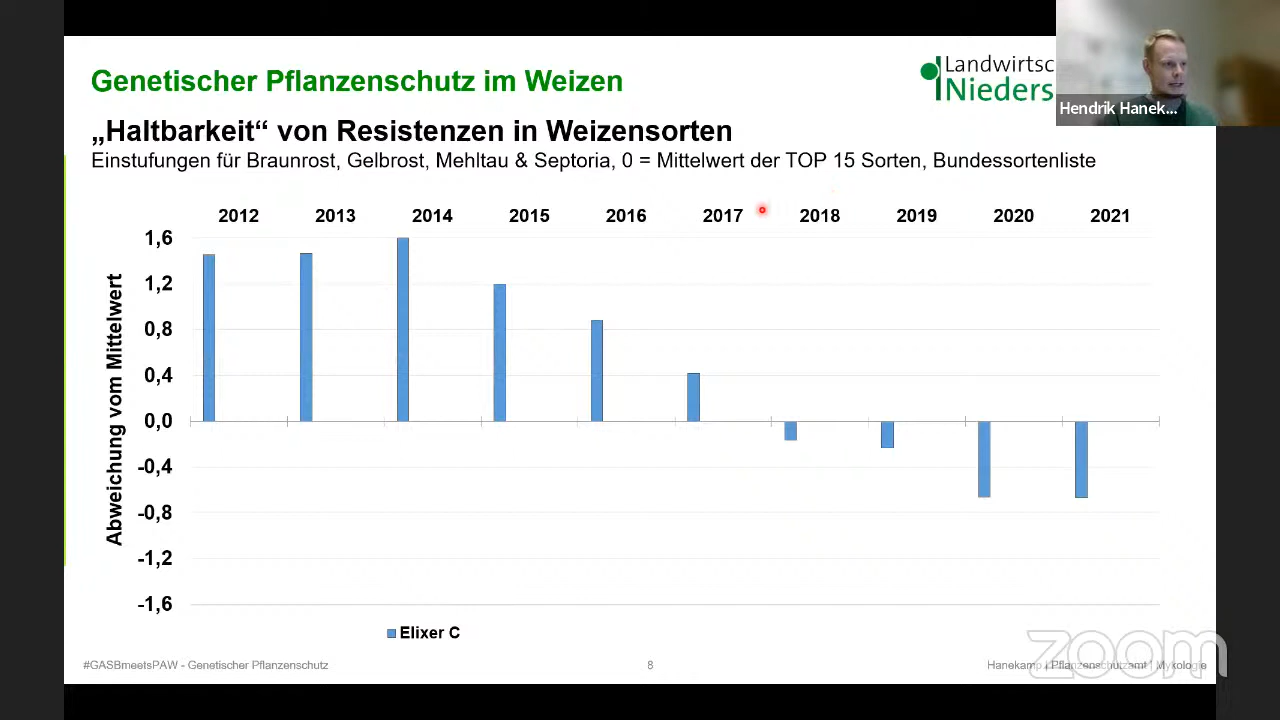 Genetischer Pflanzenschutz im Weizen
Landwirtsc
Nieders
Hendrik Hanek...
„Haltbarkeit“ von Resistenzen in Weizensorten
Einstufungen für Braunrost, Gelbrost, Mehltau & Septoria, 0 = Mittelwert der TOP 15 Sorten, Bundessortenliste
2012 2013 2014 2015 2016 2017 2018 2019 2020 2021
Abweichung vom Mittelwert
1,6
1,2
0,8
0,4
0,0
-0,4
-0,8
-1,2
-1,6
Elixer C
#GASBmeetsPAW - Genetischer Pflanzenschutz
8
Hanekamp | Pflanzenschutzamt | Mykologie
zoom